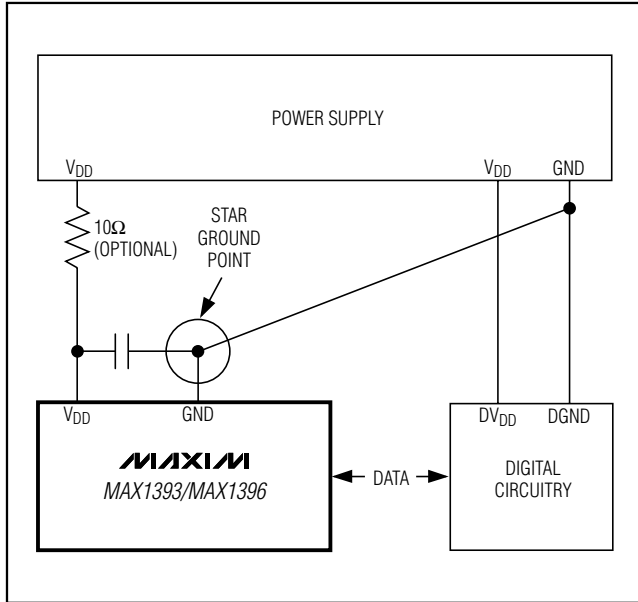 POWER SUPPLY
VDD
VDD
GND
10Ω
(OPTIONAL)
STAR
GROUND
POINT
VDD
GND
MAXIM
MAX1393/MAX1396
DATA
DVDD
DGND
DIGITAL
CIRCUITRY